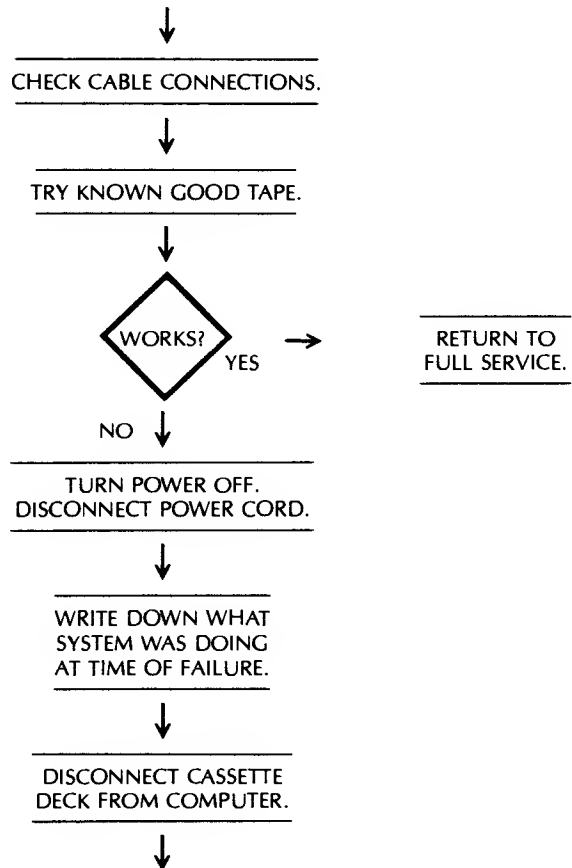 CHECK CABLE CONNECTIONS.
TRY KNOWN GOOD TAPE.
WORKS?
YES
RETURN TO
FULL SERVICE.
NO
TURN POWER OFF.
DISCONNECT POWER CORD.
WRITE DOWN WHAT
SYSTEM WAS DOING
AT TIME OF FAILURE.
DISCONNECT CASSETTE
DECK FROM COMPUTER.